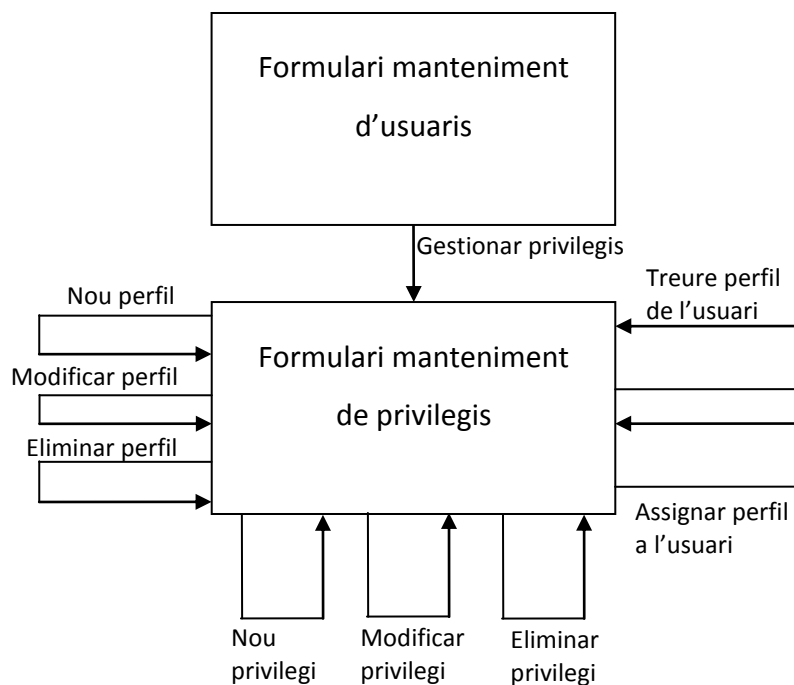 Formulari manteniment
d’usuaris
Gestionar privilegis
Nou perfil
Treure perfil
de l’usuari
Formulari manteniment
de privilegis
Modificar perfil
Eliminar perfil
Assignar perfil
a l’usuari
Nou
privilegi
Modificar
privilegi
Eliminar
privilegi